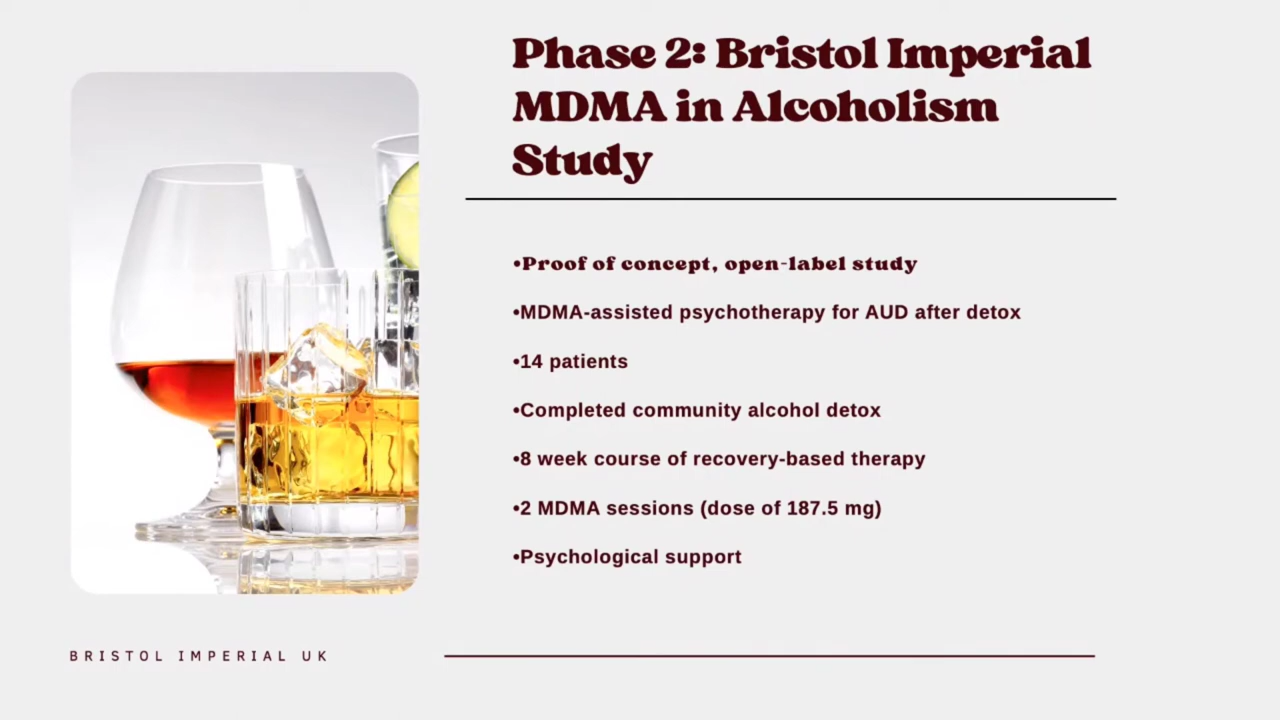 Phase 2: Bristol Imperial
MDMA in Alcoholism
Study
•Proof of concept, open-label study
•MDMA-assisted psychotherapy for AUD after detox
•14 patients
•Completed community alcohol detox
•8 week course of recovery-based therapy
•2 MDMA sessions (dose of 187.5 mg)
•Psychological support
BRISTOL IMPERIAL UK